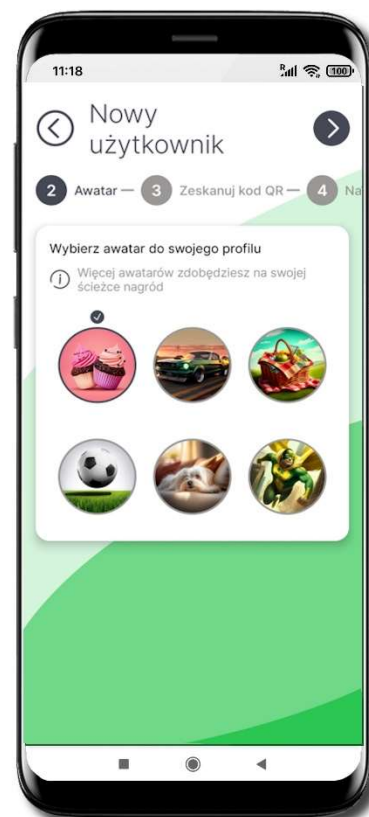 11:18
R 100
Nowy
użytkownik
2 Awatar — 3 Zeskanuj kod QR — 4 Na
Wybierz awatar do swojego profilu
i Więcej awatarów zdobędziesz na swojej
ścieżce nagród